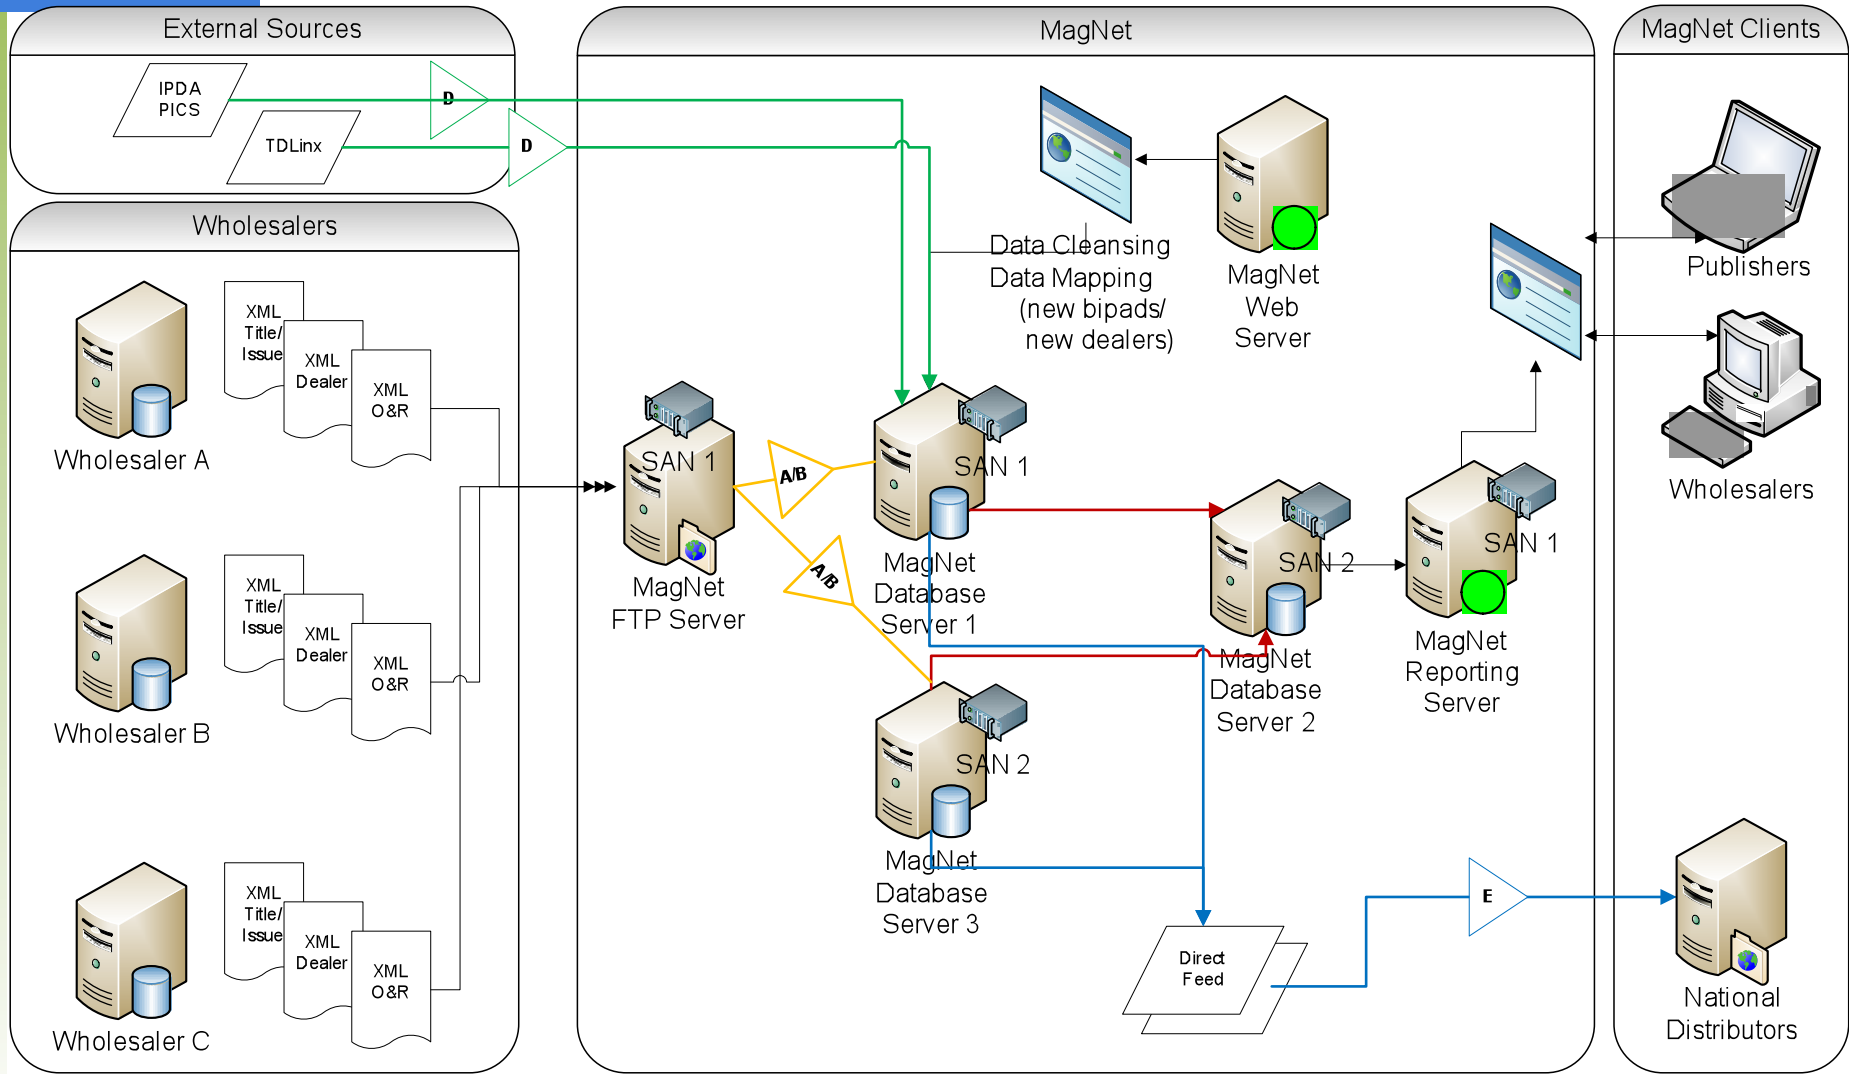 External Sources
IPDA
PICS
D
TDLinx
D
Wholesalers
XML
Title/
Issue
XML
Dealer
XML
O&R
Wholesaler A
XML
Title/
Issue
XML
Dealer
XML
O&R
Wholesaler B
XML
Title/
Issue
XML
Dealer
XML
O&R
Wholesaler C
MagNet
Data Cleansing
Data Mapping
(new bipads/
new dealers)
MagNet
Web
Server
SAN 1
MagNet
FTP Server
A/B
A/B
SAN 1
MagNet
Database
Server 1
SAN 2
MagNet
Database
Server 2
SAN 1
MagNet
Reporting
Server
SAN 2
MagNet
Database
Server 3
Direct
Feed
E
MagNet Clients
Publishers
Wholesalers
National
Distributors